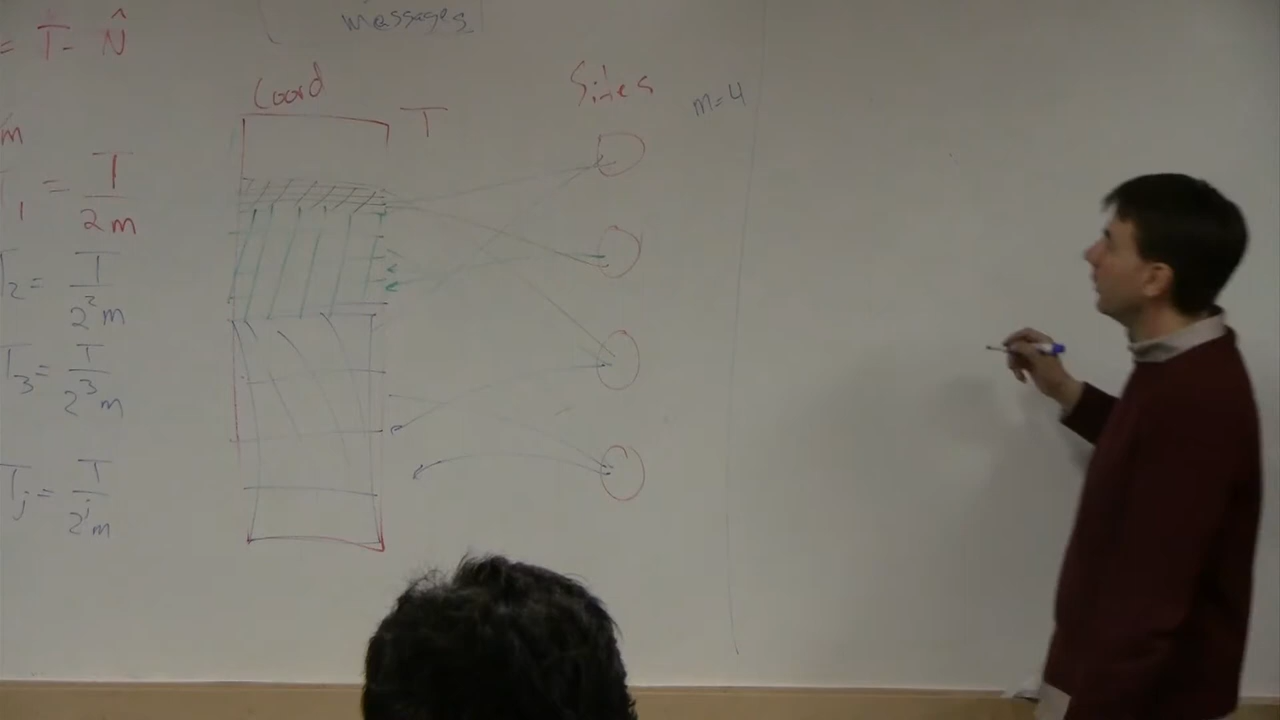 messages
= T - N̂
Coord
T
Sites
m=4
m
T₁ = T / 2m
T₂ = T / 2²m
T₃ = T / 2³m
Tⱼ = T / 2ʲm